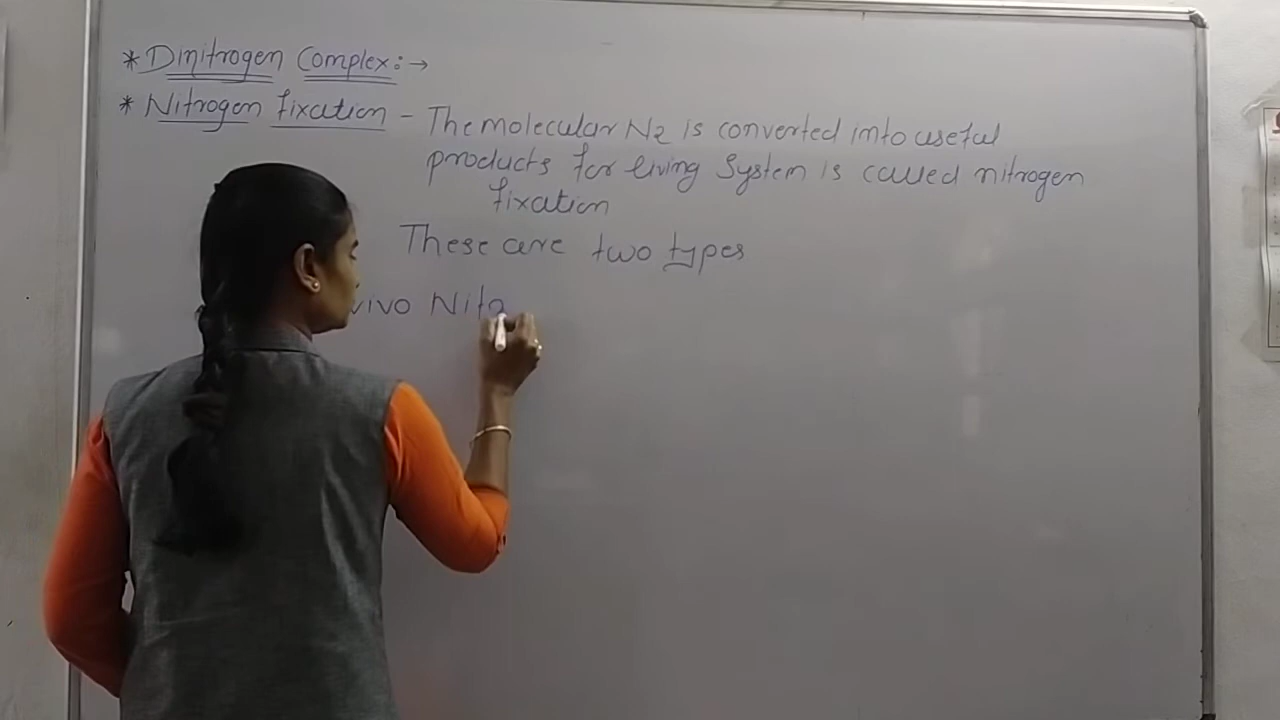 * Dinitrogen Complex:→
* Nitrogen fixation - The molecular N2 is converted into useful
products for living System is called nitrogen
fixation
These are two types
vivo Nit